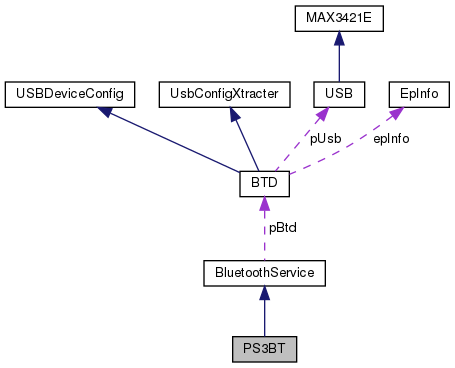 MAX3421E
USBDeviceConfig
UsbConfigXtracter
USB
EpInfo
pUsb
epInfo
BTD
pBtd
BluetoothService
PS3BT